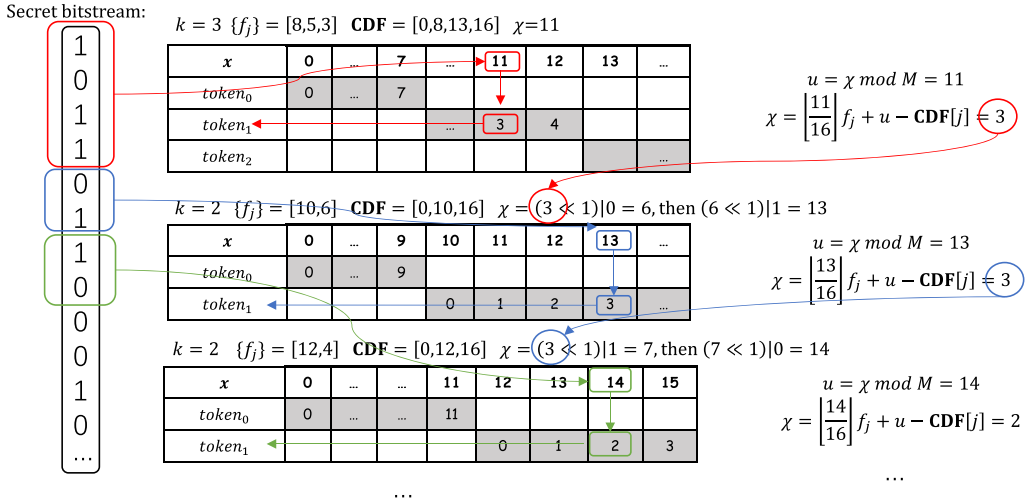 Secret bitstream:
1
0
1
1
0
1
1
0
0
0
1
0
...
k = 3 {f_j} = [8,5,3] CDF = [0,8,13,16] χ=11
x 0 ... 7 ... 11 12 13 ...
token_0 0 ... 7
token_1 ... 3 4
token_2 ...
u = χ mod M = 11
χ = ⌊11/16⌋ f_j + u − CDF[j] = 3
k = 2 {f_j} = [10,6] CDF = [0,10,16] χ = (3 ≪ 1)|0 = 6, then (6 ≪ 1)|1 = 13
x 0 ... 9 10 11 12 13 ...
token_0 0 ... 9
token_1 0 1 2 3 ...
u = χ mod M = 13
χ = ⌊13/16⌋ f_j + u − CDF[j] = 3
k = 2 {f_j} = [12,4] CDF = [0,12,16] χ = (3 ≪ 1)|1 = 7, then (7 ≪ 1)|0 = 14
x 0 ... ... 11 12 13 14 15
token_0 0 ... ... 11
token_1 0 1 2 3
u = χ mod M = 14
χ = ⌊14/16⌋ f_j + u − CDF[j] = 2
...
...